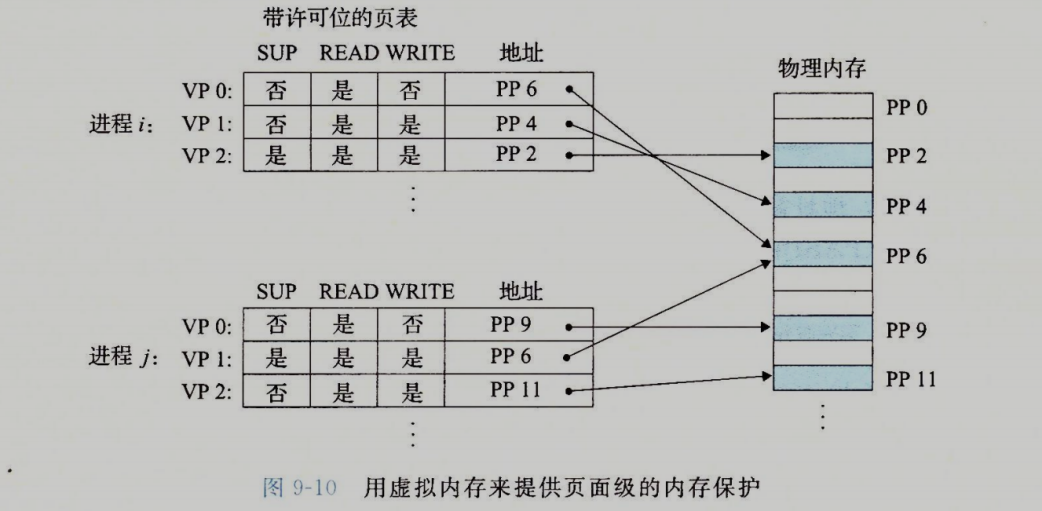 带许可位的页表
SUP READ WRITE 地址
物理内存
进程 i:
VP 0: 否 是 否 PP 6
VP 1: 否 是 是 PP 4
VP 2: 是 是 是 PP 2
PP 0
PP 2
PP 4
PP 6
PP 9
PP 11
SUP READ WRITE 地址
进程 j:
VP 0: 否 是 否 PP 9
VP 1: 是 是 是 PP 6
VP 2: 否 是 是 PP 11
图 9-10 用虚拟内存来提供页面级的内存保护